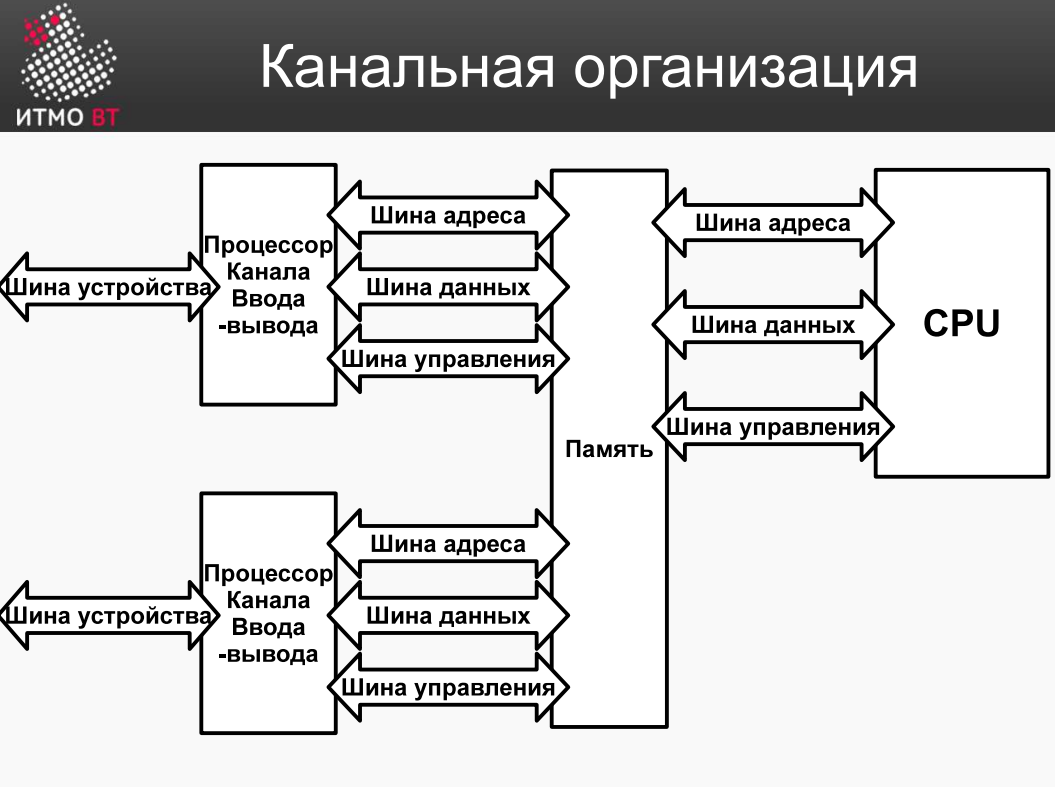 Канальная организация
ИТМО ВТ
Процессор
Канала
Ввода
-вывода
Шина устройства
Шина адреса
Шина данных
Шина управления
Память
Шина адреса
Шина данных
Шина управления
CPU
Процессор
Канала
Ввода
-вывода
Шина устройства
Шина адреса
Шина данных
Шина управления